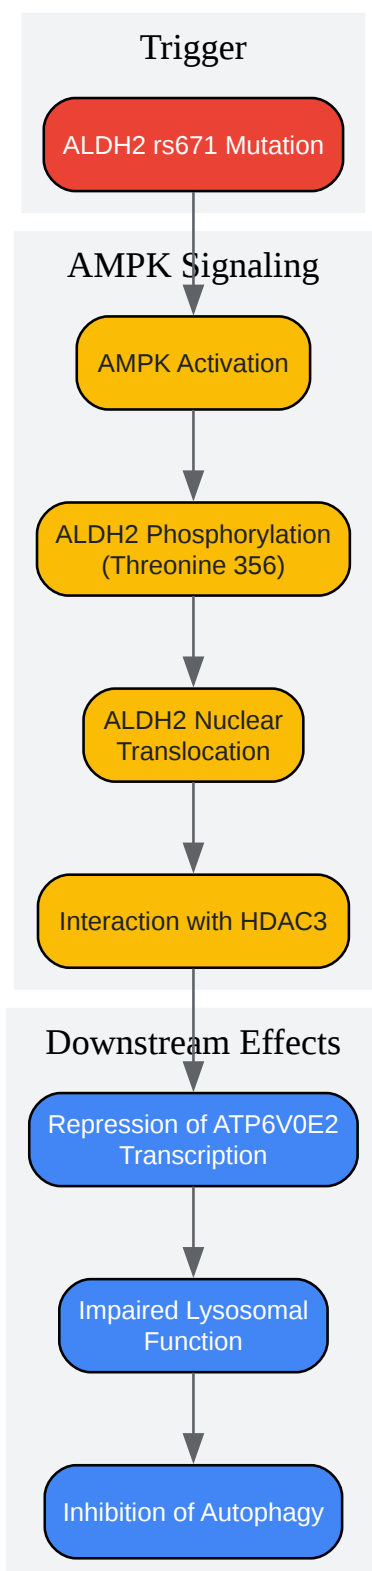 Trigger
ALDH2 rs671 Mutation
AMPK Signaling
AMPK Activation
ALDH2 Phosphorylation
(Threonine 356)
ALDH2 Nuclear
Translocation
Interaction with HDAC3
Downstream Effects
Repression of ATP6V0E2
Transcription
Impaired Lysosomal
Function
Inhibition of Autophagy